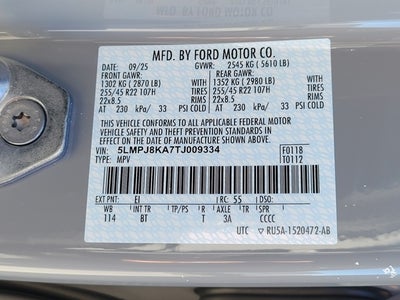 MFD. BY FORD MOTOR CO.
DATE: 09/25 GVWR: 2545 KG (5610 LB)
FRONT GAWR: REAR GAWR:
1302 KG (2870 LB) 1352 KG (2980 LB)
255/45 R22 107H TIRES 255/45 R22 107H TIRES
22x8.5 RIMS 22x8.5 RIMS
AT 230 kPa/ 33 PSI COLD AT 230 kPa/ 33 PSI COLD
THIS VEHICLE CONFORMS TO ALL APPLICABLE FEDERAL MOTOR
VEHICLE SAFETY AND THEFT PREVENTION STANDARDS IN EFFECT ON THE
DATE OF MANUFACTURE SHOWN ABOVE.
VIN: 5LMPJ8KA7TJ009334 F0118
TYPE: MPV T0112
EXT PNT: EI RC: 55 DSO:
WB INT TR TP/PS R AXLE TR SPR
114 BT T 3A CCCC
UTC RU5A-1520472-AB